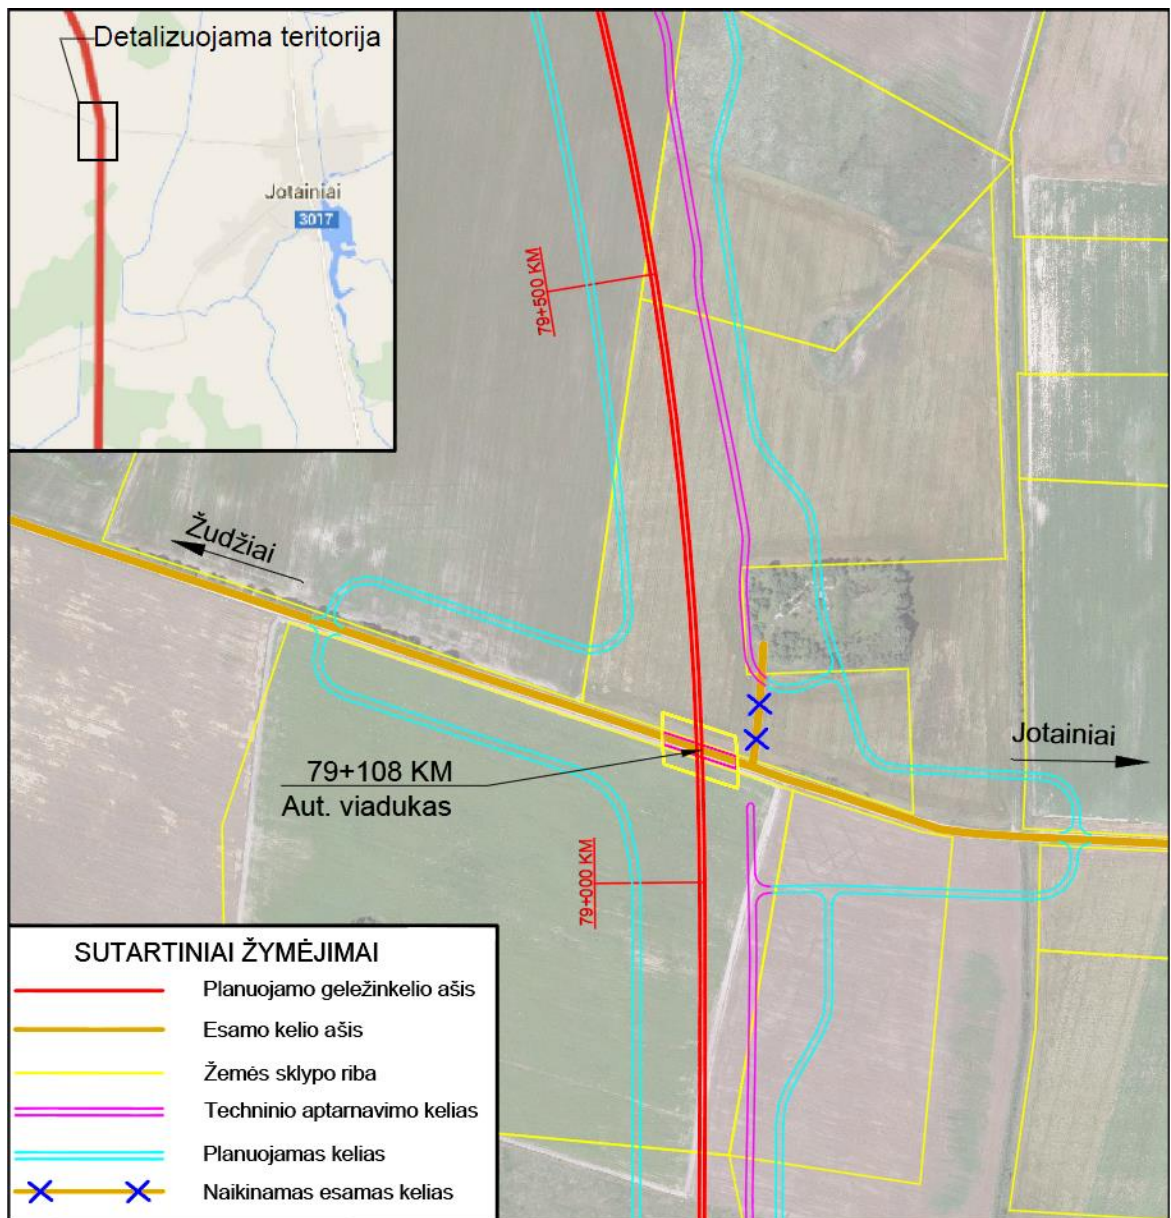 Detalizuojama teritorija
Jotainiai
3017
79+500 KM
Žudžiai
Jotainiai
79+108 KM
Aut. viadukas
79+000 KM
SUTARTINIAI ŽYMĖJIMAI
Planuojamo geležinkelio ašis
Esamo kelio ašis
Žemės sklypo riba
Techninio aptarnavimo kelias
Planuojamas kelias
Naikinamas esamas kelias